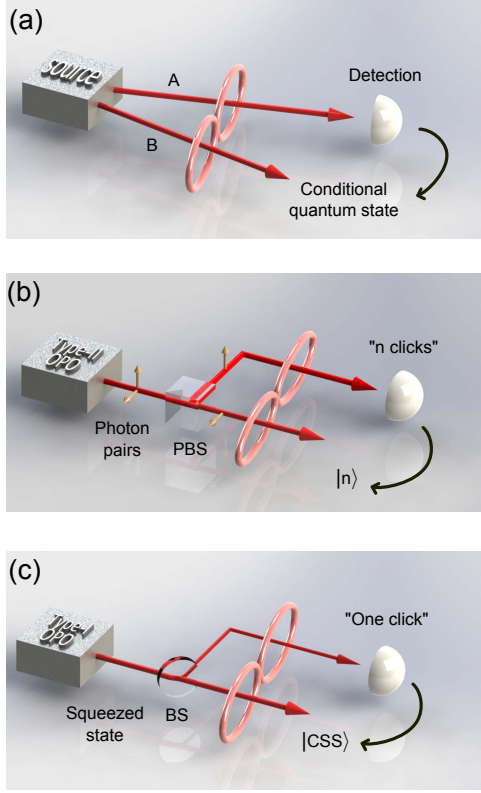 (a)
source
A
B
Detection
Conditional
quantum state
(b)
Type-II
OPO
Photon
pairs
PBS
"n clicks"
|n⟩
(c)
Type-I
OPO
Squeezed
state
BS
"One click"
|CSS⟩